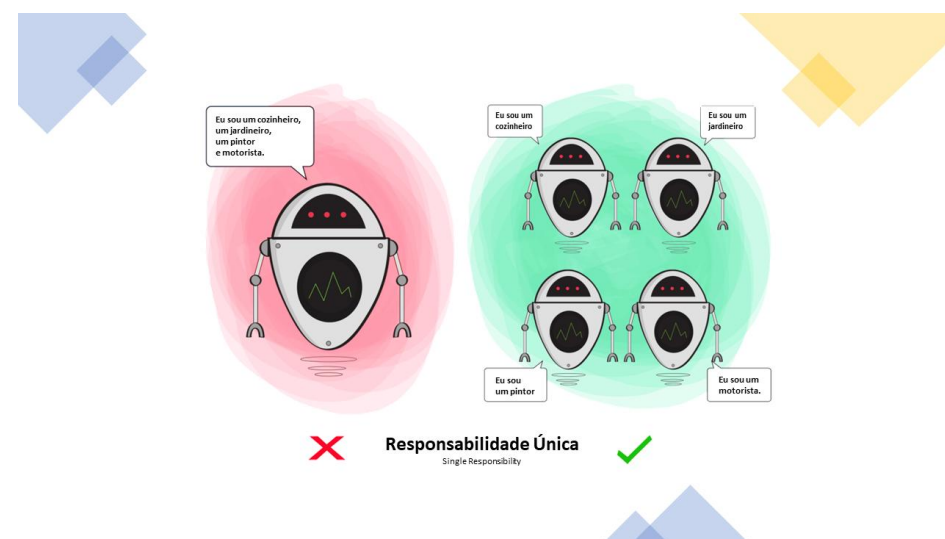 Eu sou um cozinheiro,
um jardineiro,
um pintor
e motorista.
Eu sou um
cozinheiro
Eu sou um
jardineiro
Eu sou
um pintor
Eu sou um
motorista.
Responsabilidade Única
Single Responsibility